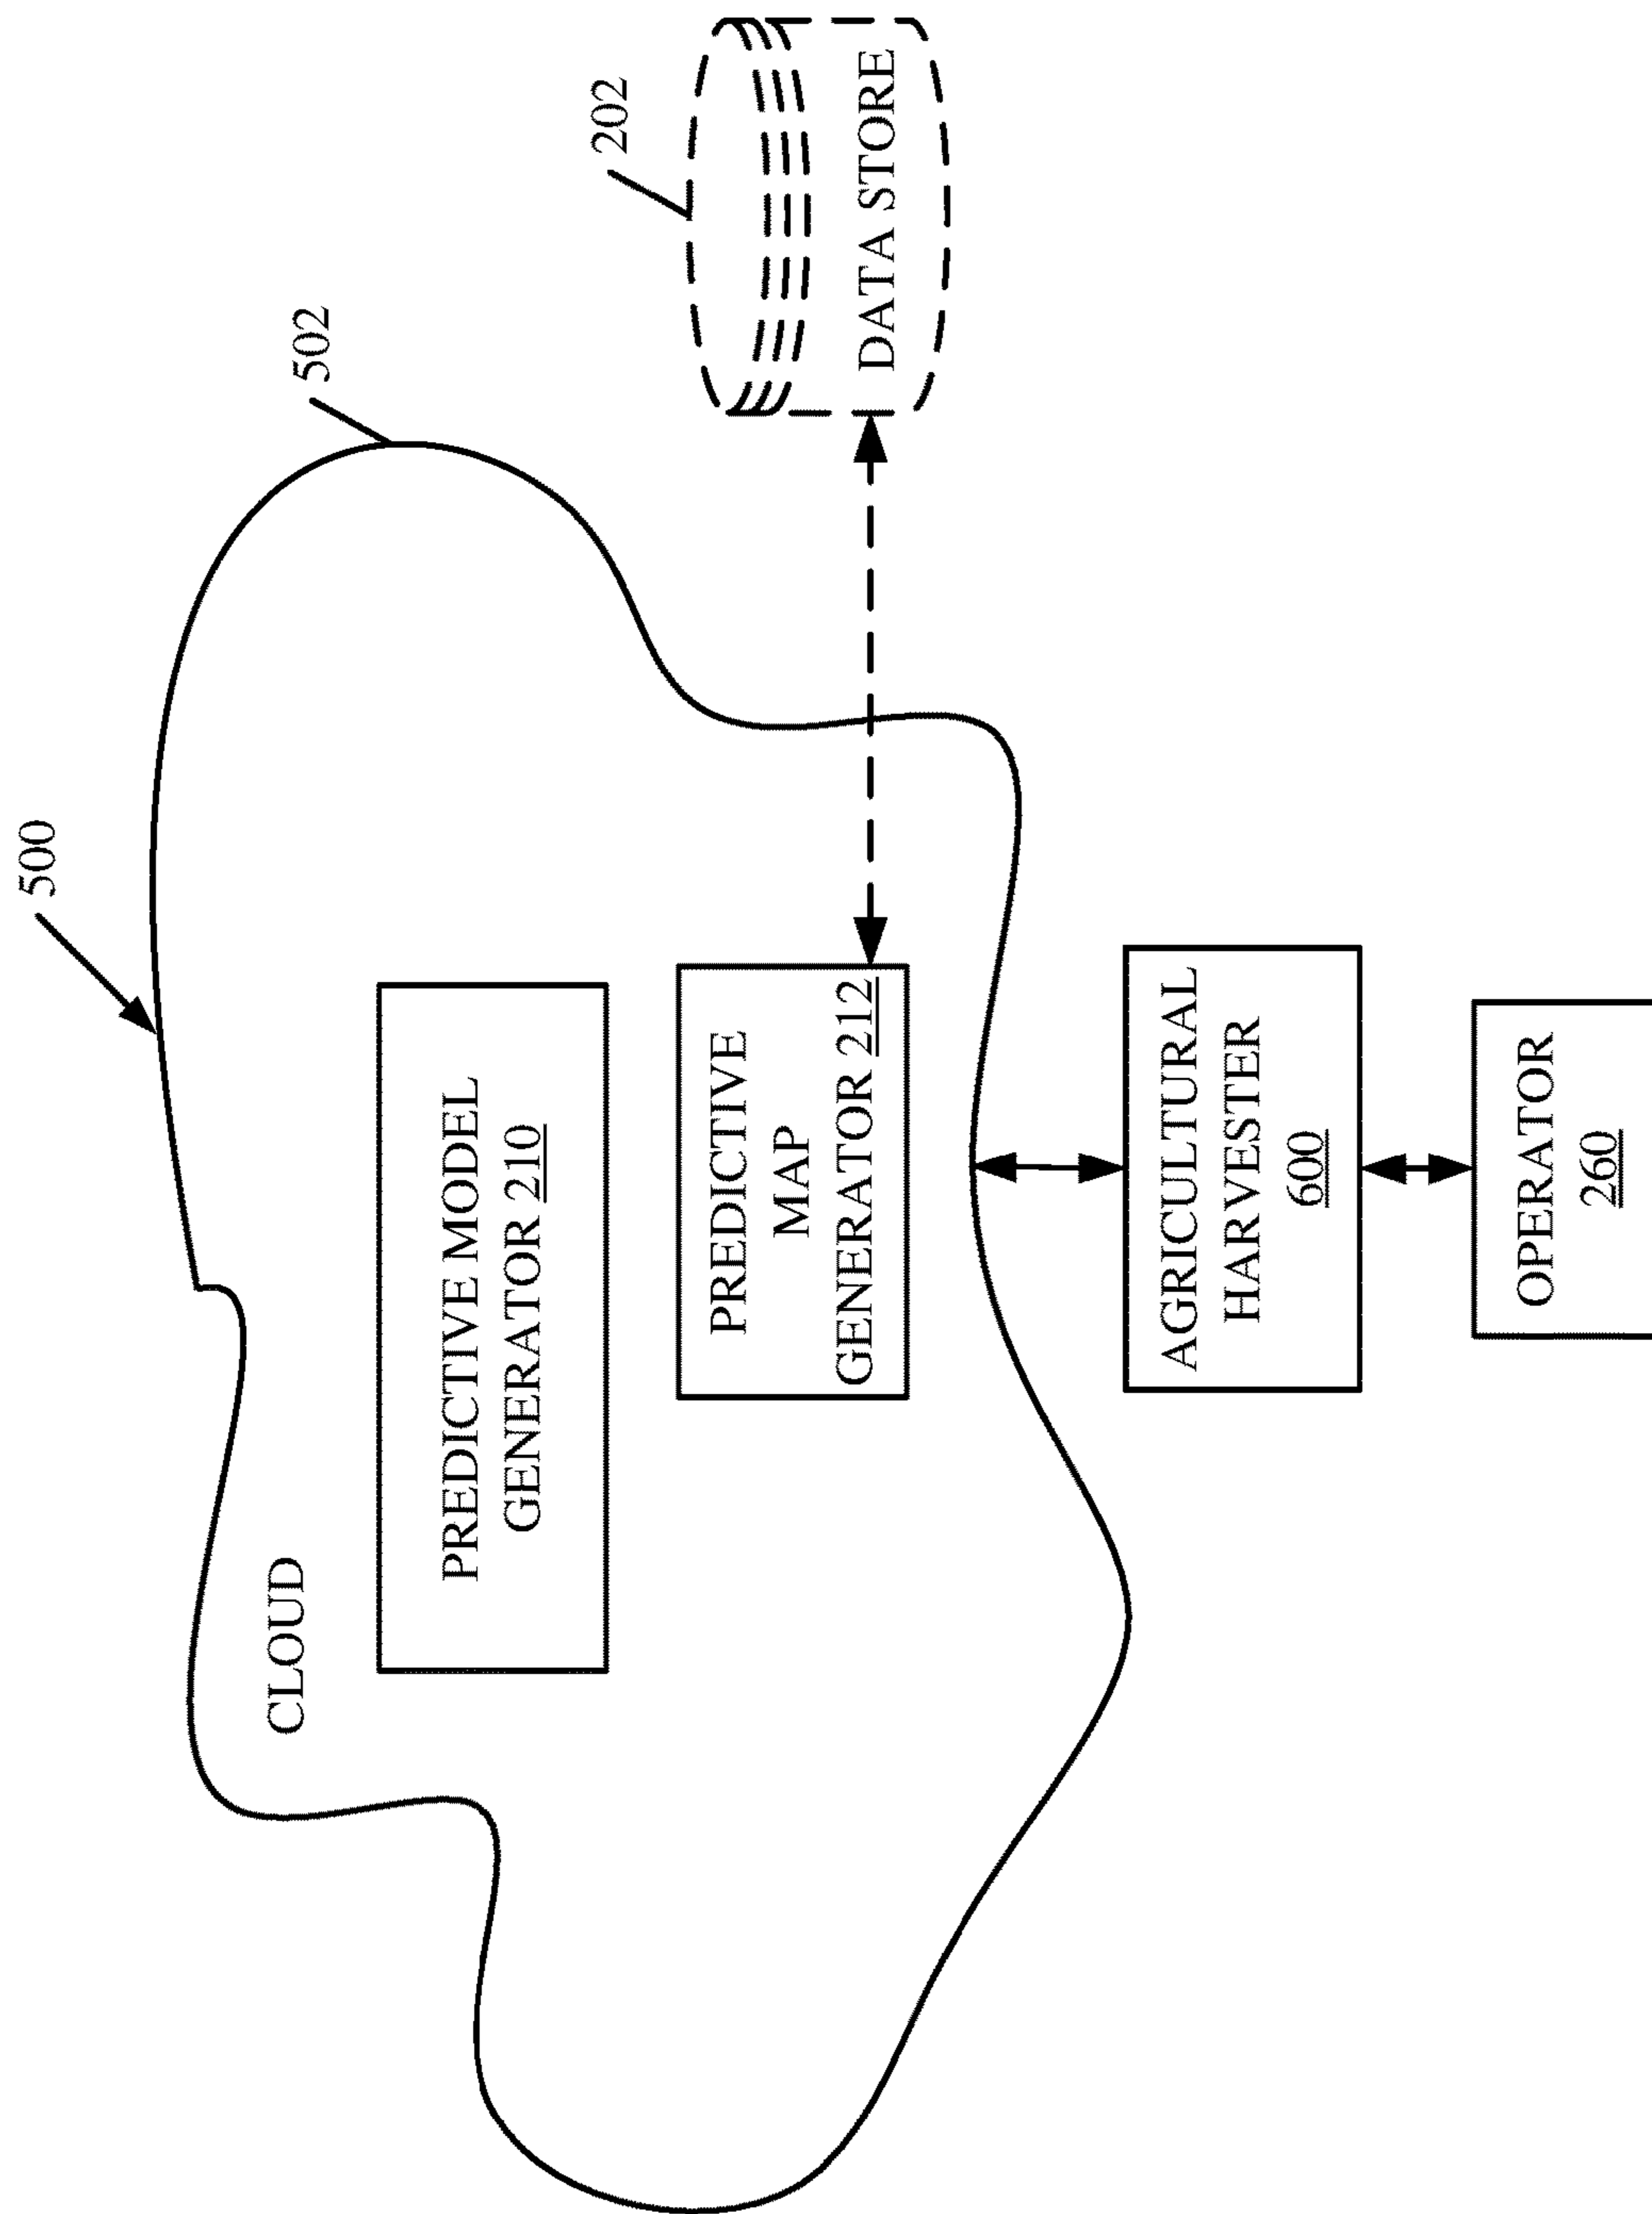 500
502
CLOUD
PREDICTIVE MODEL
GENERATOR 210
202
PREDICTIVE
MAP
GENERATOR 212
DATA STORE
AGRICULTURAL
HARVESTER
600
OPERATOR
260